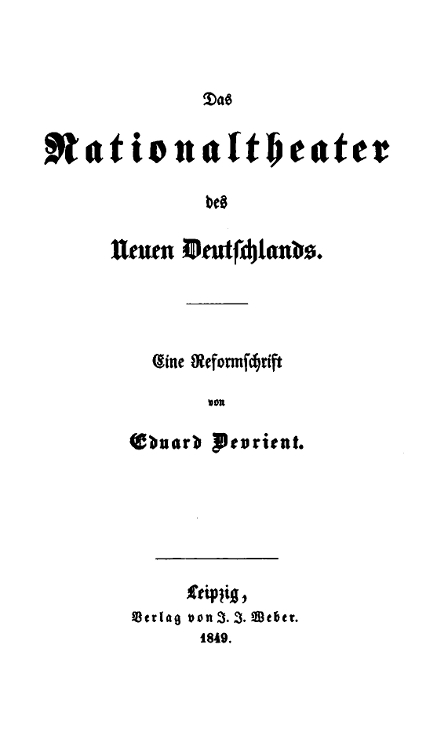 Das
Nationaltheater
des
Neuen Deutschlands.
Eine Reformschrift
von
Eduard Devrient.
Leipzig,
Verlag von J. J. Weber.
1849.